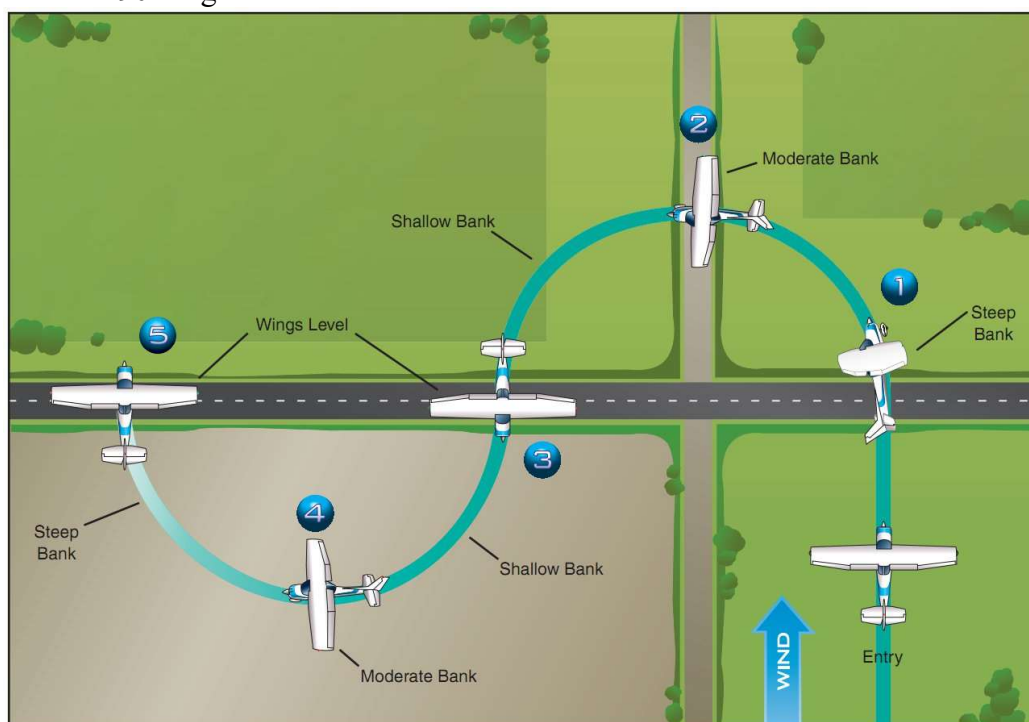 2
Moderate Bank
Shallow Bank
1
Steep
Bank
5
Wings Level
3
4
Steep
Bank
Shallow Bank
Moderate Bank
WIND
Entry